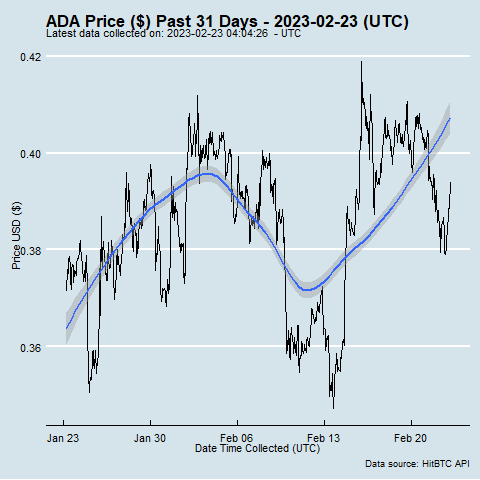 ADA Price ($) Past 31 Days - 2023-02-23 (UTC)
Latest data collected on: 2023-02-23 04:04:26 - UTC
0.42
0.40
0.38
0.36
Price USD ($)
Jan 23 Jan 30 Feb 06 Feb 13 Feb 20
Date Time Collected (UTC)
Data source: HitBTC API